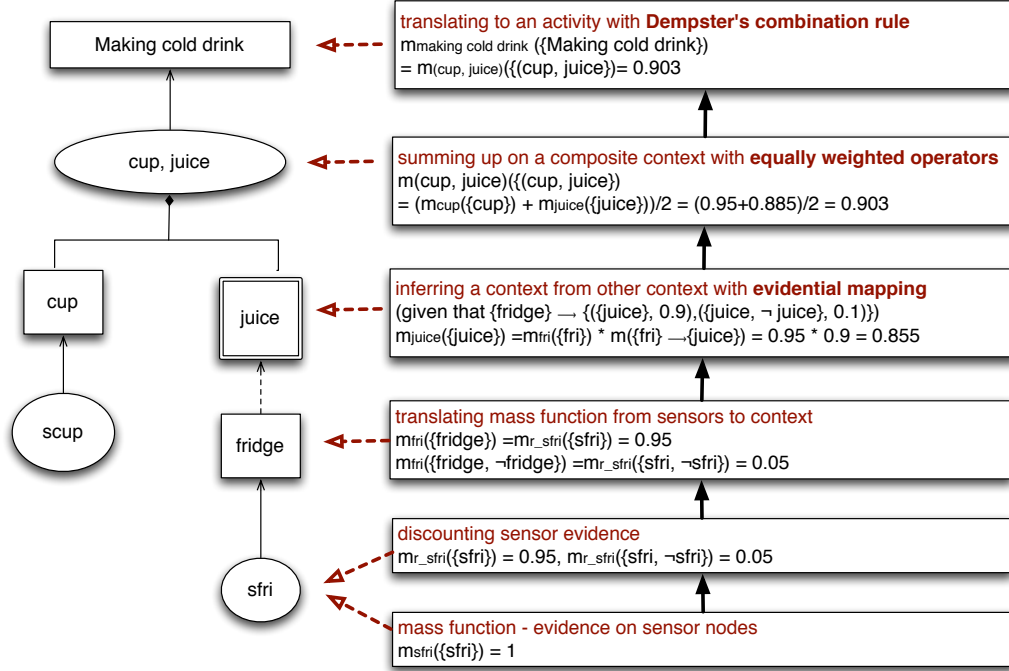 Making cold drink
cup, juice
cup
juice
scup
fridge
sfri
translating to an activity with Dempster's combination rule
mmaking cold drink ({Making cold drink})
= m(cup, juice)({(cup, juice})= 0.903
summing up on a composite context with equally weighted operators
m(cup, juice)({(cup, juice})
= (mcup({cup}) + mjuice({juice}))/2 = (0.95+0.885)/2 = 0.903
inferring a context from other context with evidential mapping
(given that {fridge} → {({juice}, 0.9),({juice, ¬ juice}, 0.1)})
mjuice({juice}) =mfri({fri}) * m({fri} →{juice}) = 0.95 * 0.9 = 0.855
translating mass function from sensors to context
mfri({fridge}) =mr_sfri({sfri}) = 0.95
mfri({fridge, ¬fridge}) =mr_sfri({sfri, ¬sfri}) = 0.05
discounting sensor evidence
mr_sfri({sfri}) = 0.95, mr_sfri({sfri, ¬sfri}) = 0.05
mass function - evidence on sensor nodes
msfri({sfri}) = 1